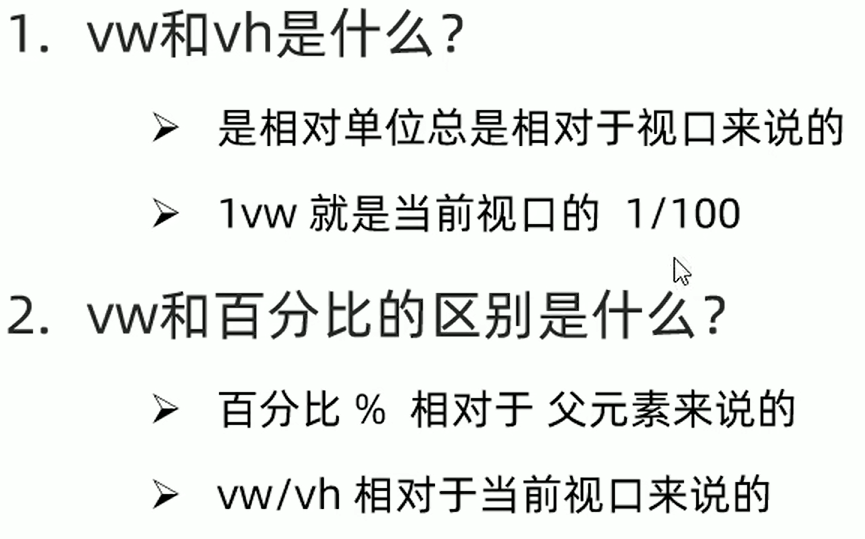 1. vw和vh是什么？
➢ 是相对单位总是相对于视口来说的
➢ 1vw 就是当前视口的 1/100
2. vw和百分比的区别是什么？
➢ 百分比 % 相对于 父元素来说的
➢ vw/vh 相对于当前视口来说的